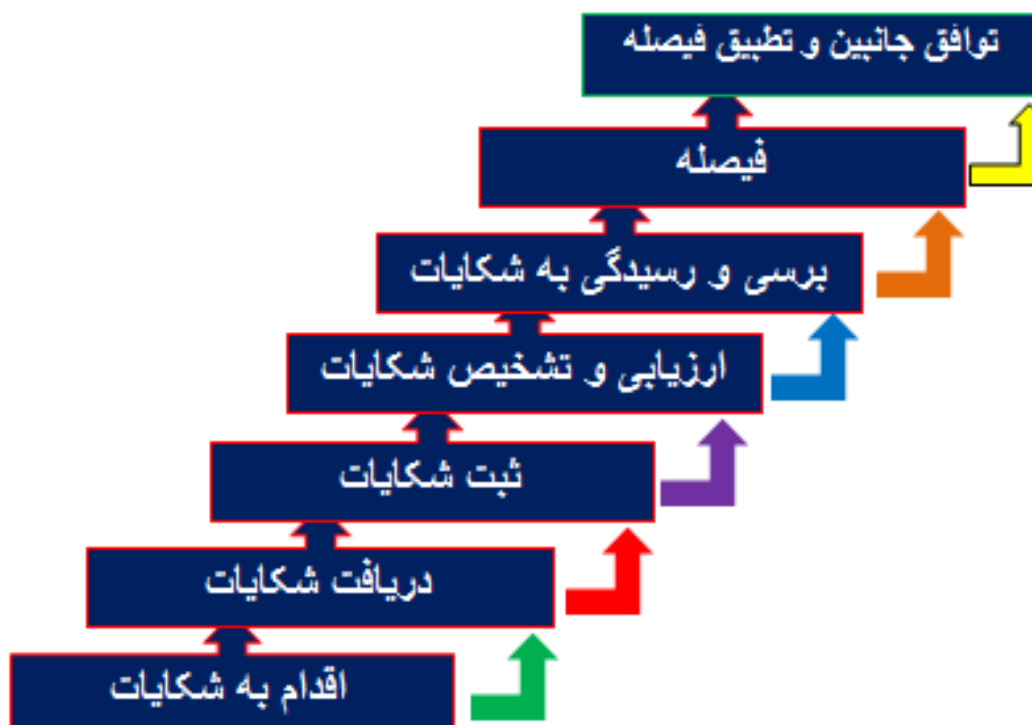 توافق جانبین و تطبیق فیصله
فیصله
برسی و رسیدگی به شکایات
ارزیابی و تشخیص شکایات
ثبت شکایات
دریافت شکایات
اقدام به شکایات